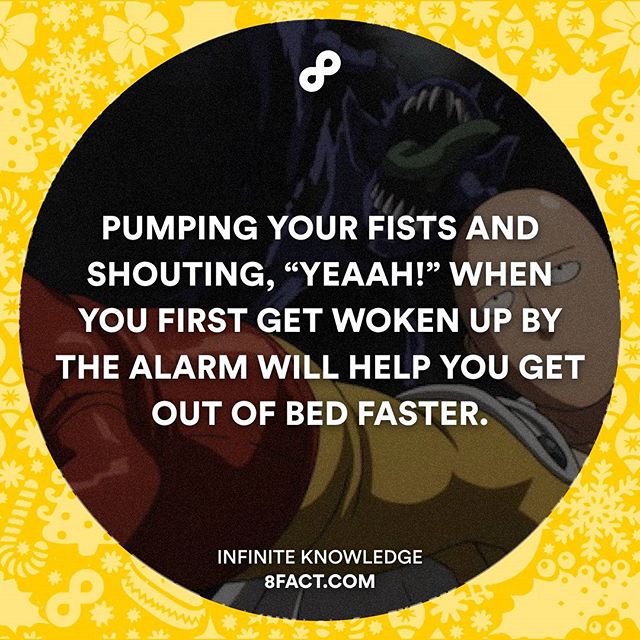 PUMPING YOUR FISTS AND
SHOUTING, “YEAAH!” WHEN
YOU FIRST GET WOKEN UP BY
THE ALARM WILL HELP YOU GET
OUT OF BED FASTER.
INFINITE KNOWLEDGE
8FACT.COM